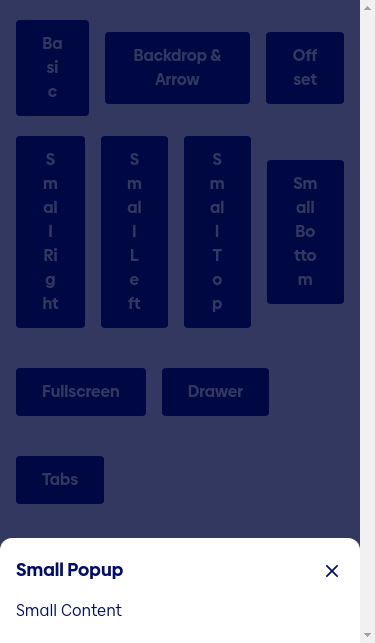 Ba
si
c
Backdrop &
Arrow
Off
set
S
m
al
l
Ri
g
ht
S
m
al
l
L
e
ft
S
m
al
l
T
o
p
Sm
all
Bo
tto
m
Fullscreen
Drawer
Tabs
Small Popup
Small Content